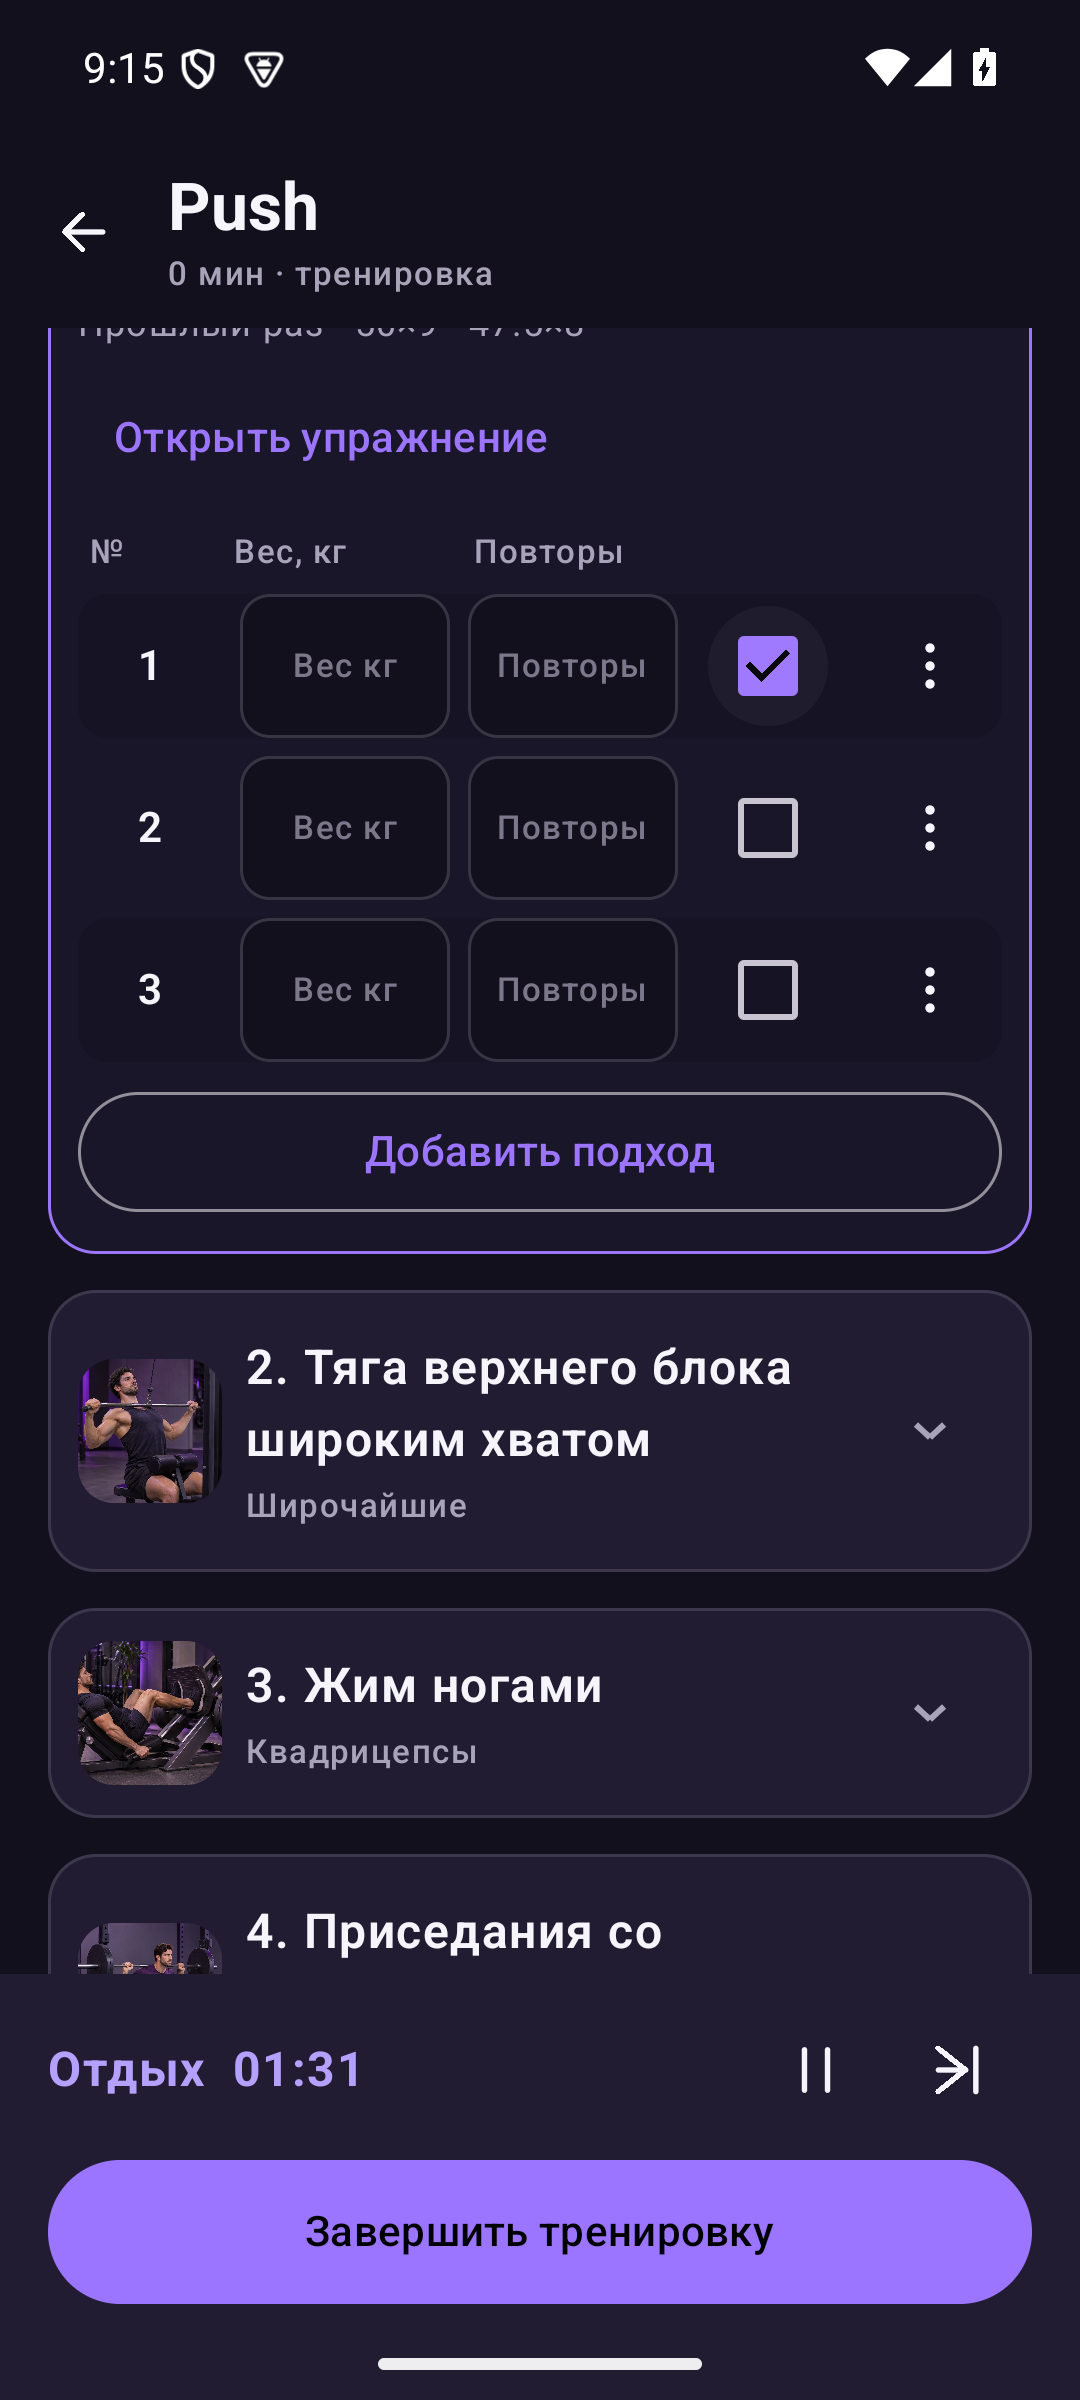 9:15
Push
0 мин · тренировка
Прошлый раз
Открыть упражнение
№ Вес, кг Повторы
1 Вес кг Повторы
2 Вес кг Повторы
3 Вес кг Повторы
Добавить подход
2. Тяга верхнего блока
широким хватом
Широчайшие
3. Жим ногами
Квадрицепсы
4. Приседания со
Отдых 01:31
Завершить тренировку